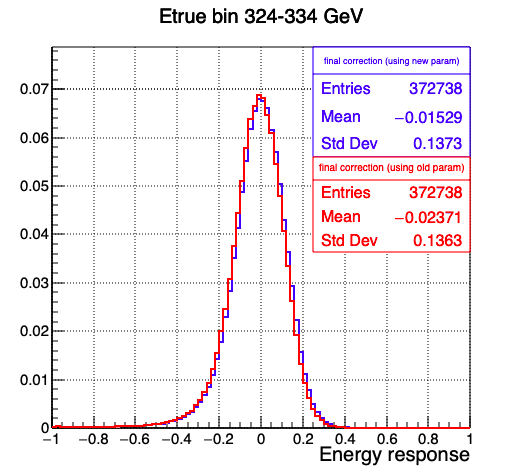 Etrue bin 324-334 GeV
final correction (using new param)
Entries 372738
Mean −0.01529
Std Dev 0.1373
final correction (using old param)
Entries 372738
Mean −0.02371
Std Dev 0.1363
0.07
0.06
0.05
0.04
0.03
0.02
0.01
0
−1 −0.8 −0.6 −0.4 −0.2 0 0.2 0.4 0.6 0.8 1
Energy response